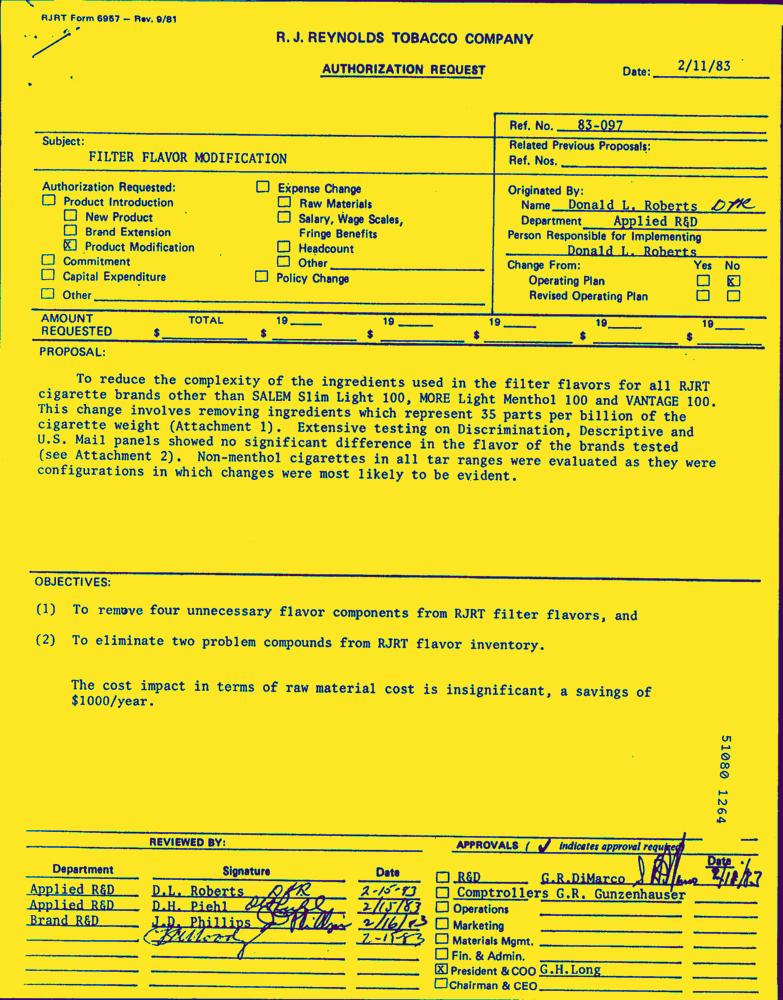 RJRT Form 6957 — Rev. 9/81
R. J. REYNOLDS TOBACCO COMPANY
AUTHORIZATION REQUEST
Date: 2/11/83
Ref. No. 83-097
Subject:
FILTER FLAVOR MODIFICATION
Related Previous Proposals:
Ref. Nos.
Authorization Requested:
☐ Product Introduction
☐ New Product
☐ Brand Extension
☒ Product Modification
☐ Commitment
☐ Capital Expenditure
☐ Other
☐ Expense Change
☐ Raw Materials
☐ Salary, Wage Scales,
Fringe Benefits
☐ Headcount
☐ Other
☐ Policy Change
Originated By:
Name Donald L. Roberts DLR
Department Applied R&D
Person Responsible for Implementing
Donald L. Roberts
Change From: Yes No
Operating Plan ☐ ☒
Revised Operating Plan ☐ ☐
AMOUNT TOTAL 19 19 19 19 19
REQUESTED $ $ $ $ $ $
PROPOSAL:
To reduce the complexity of the ingredients used in the filter flavors for all RJRT
cigarette brands other than SALEM Slim Light 100, MORE Light Menthol 100 and VANTAGE 100.
This change involves removing ingredients which represent 35 parts per billion of the
cigarette weight (Attachment 1). Extensive testing on Discrimination, Descriptive and
U.S. Mail panels showed no significant difference in the flavor of the brands tested
(see Attachment 2). Non-menthol cigarettes in all tar ranges were evaluated as they were
configurations in which changes were most likely to be evident.
OBJECTIVES:
(1) To remove four unnecessary flavor components from RJRT filter flavors, and
(2) To eliminate two problem compounds from RJRT flavor inventory.
The cost impact in terms of raw material cost is insignificant, a savings of
$1000/year.
51080 1264
REVIEWED BY:
Department Signature Date
Applied R&D D.L. Roberts DLR 2-15-83
Applied R&D D.H. Piehl 2/15/83
Brand R&D J.D. Phillips 2/16/83
2-15-83
APPROVALS ( ✓ indicates approval required)
Date
☐ R&D G.R.DiMarco 2/18/83
☐ Comptrollers G.R. Gunzenhauser
☐ Operations
☐ Marketing
☐ Materials Mgmt.
☐ Fin. & Admin.
☒ President & COO G.H.Long
☐ Chairman & CEO